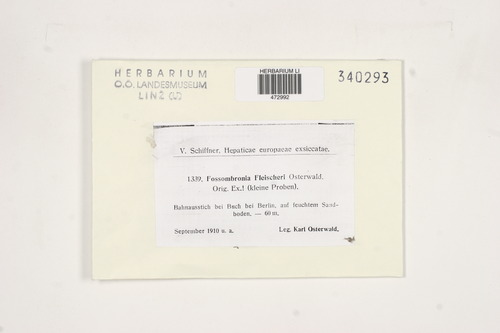 HERBARIUM
O.Ö. LANDESMUSEUM
LINZ (LI)
HERBARIUM LI
472992
340293
V. Schiffner. Hepaticae europaeae exsiccatae.
1339. Fossombronia Fleischeri Osterwald.
Orig. Ex.! (kleine Proben).
Bahnausstich bei Buch bei Berlin, auf feuchtem Sand-
boden. — 60 m.
September 1910 u. a.
Leg. Karl Osterwald.